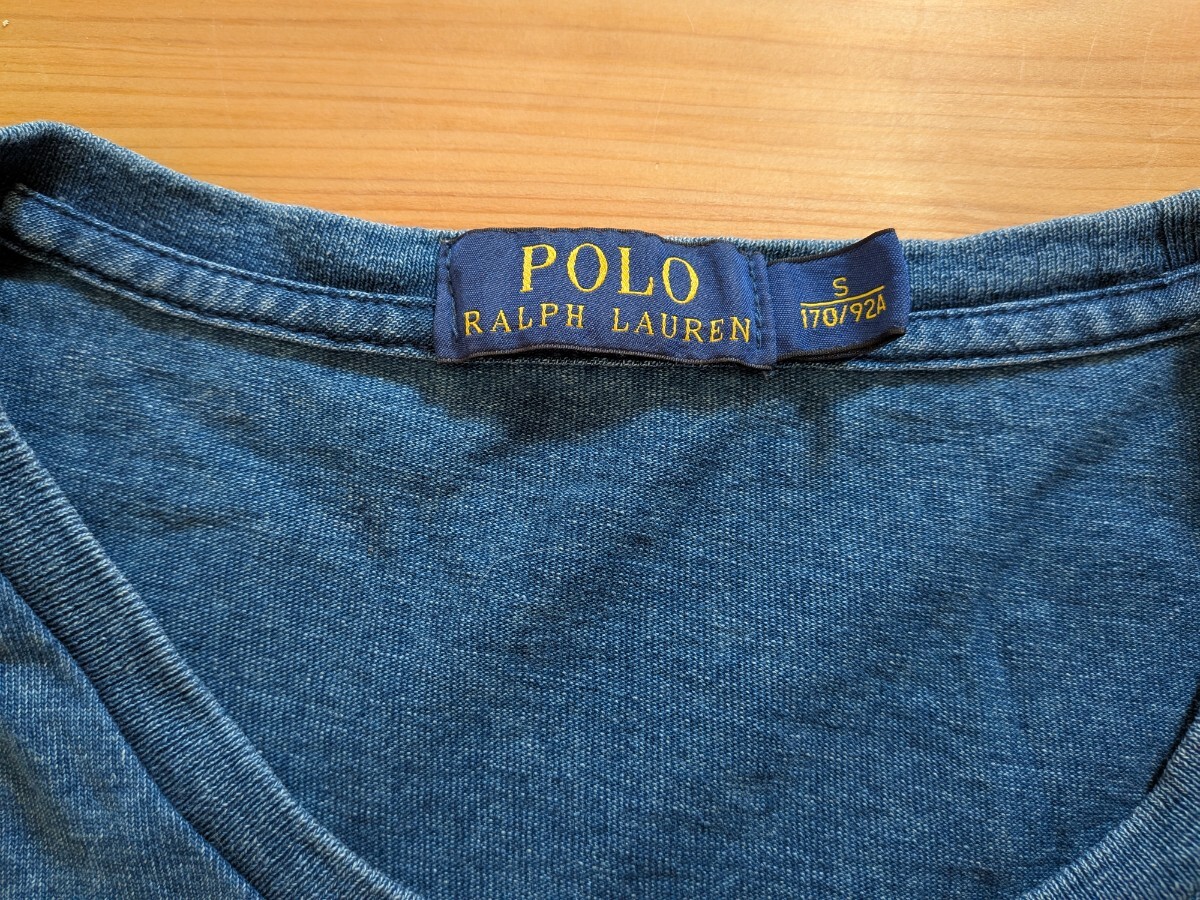 POLO
RALPH LAUREN
S
170/92A